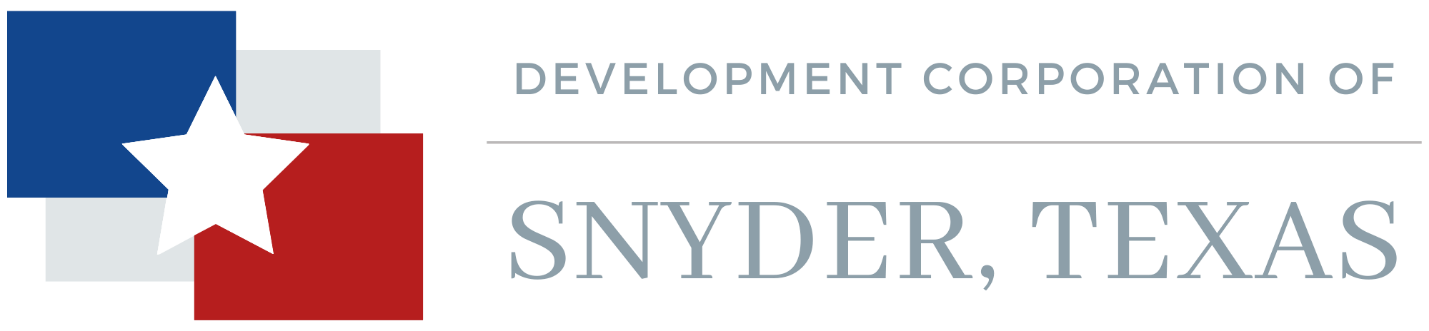 DEVELOPMENT CORPORATION OF
SNYDER, TEXAS